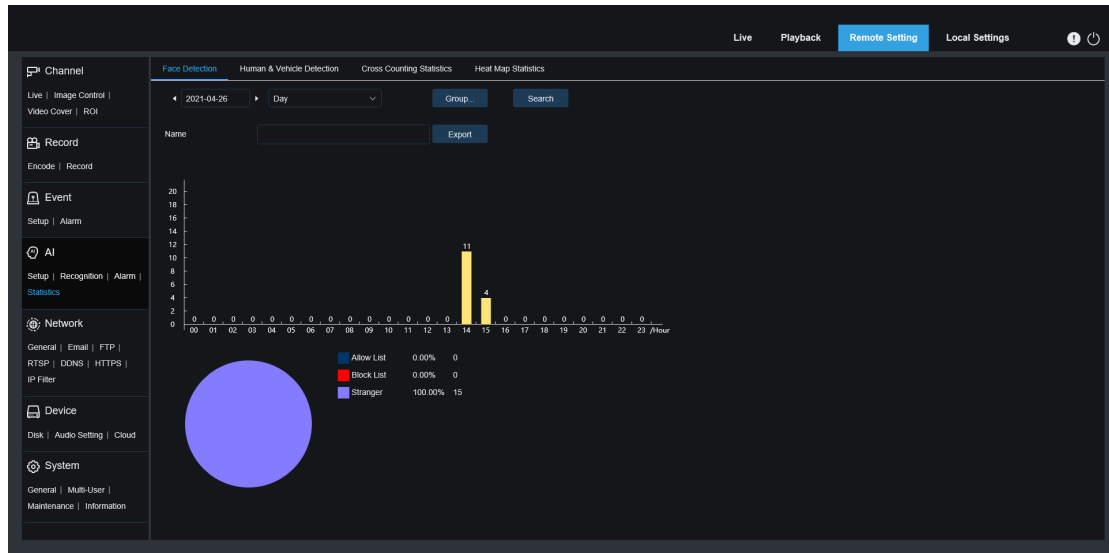 Live Playback Remote Setting Local Settings
Channel
Live | Image Control |
Video Cover | ROI
Record
Encode | Record
Event
Setup | Alarm
AI
Setup | Recognition | Alarm |
Statistics
Network
General | Email | FTP |
RTSP | DDNS | HTTPS |
IP Filter
Device
Disk | Audio Setting | Cloud
System
General | Multi-User |
Maintenance | Information
Face Detection Human & Vehicle Detection Cross Counting Statistics Heat Map Statistics
2021-04-26 Day Group... Search
Name Export
20
18
16
14
12
10
8
6
4
2
0
0 0 0 0 0 0 0 0 0 0 0 0 0 0 11 4 0 0 0 0 0 0 0 0
00 01 02 03 04 05 06 07 08 09 10 11 12 13 14 15 16 17 18 19 20 21 22 23 /Hour
Allow List 0.00% 0
Block List 0.00% 0
Stranger 100.00% 15